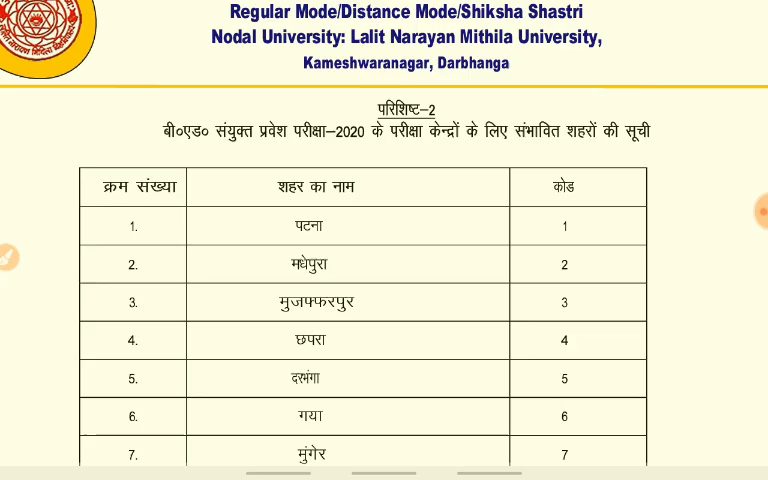 Regular Mode/Distance Mode/Shiksha Shastri
Nodal University: Lalit Narayan Mithila University,
Kameshwaranagar, Darbhanga
परिशिष्ट–2
बी०एड० संयुक्त प्रवेश परीक्षा–2020 के परीक्षा केन्द्रों के लिए संभावित शहरों की सूची
क्रम संख्या शहर का नाम कोड
1. पटना 1
2. मधेपुरा 2
3. मुजफ्फरपुर 3
4. छपरा 4
5. दरभंगा 5
6. गया 6
7. मुंगेर 7